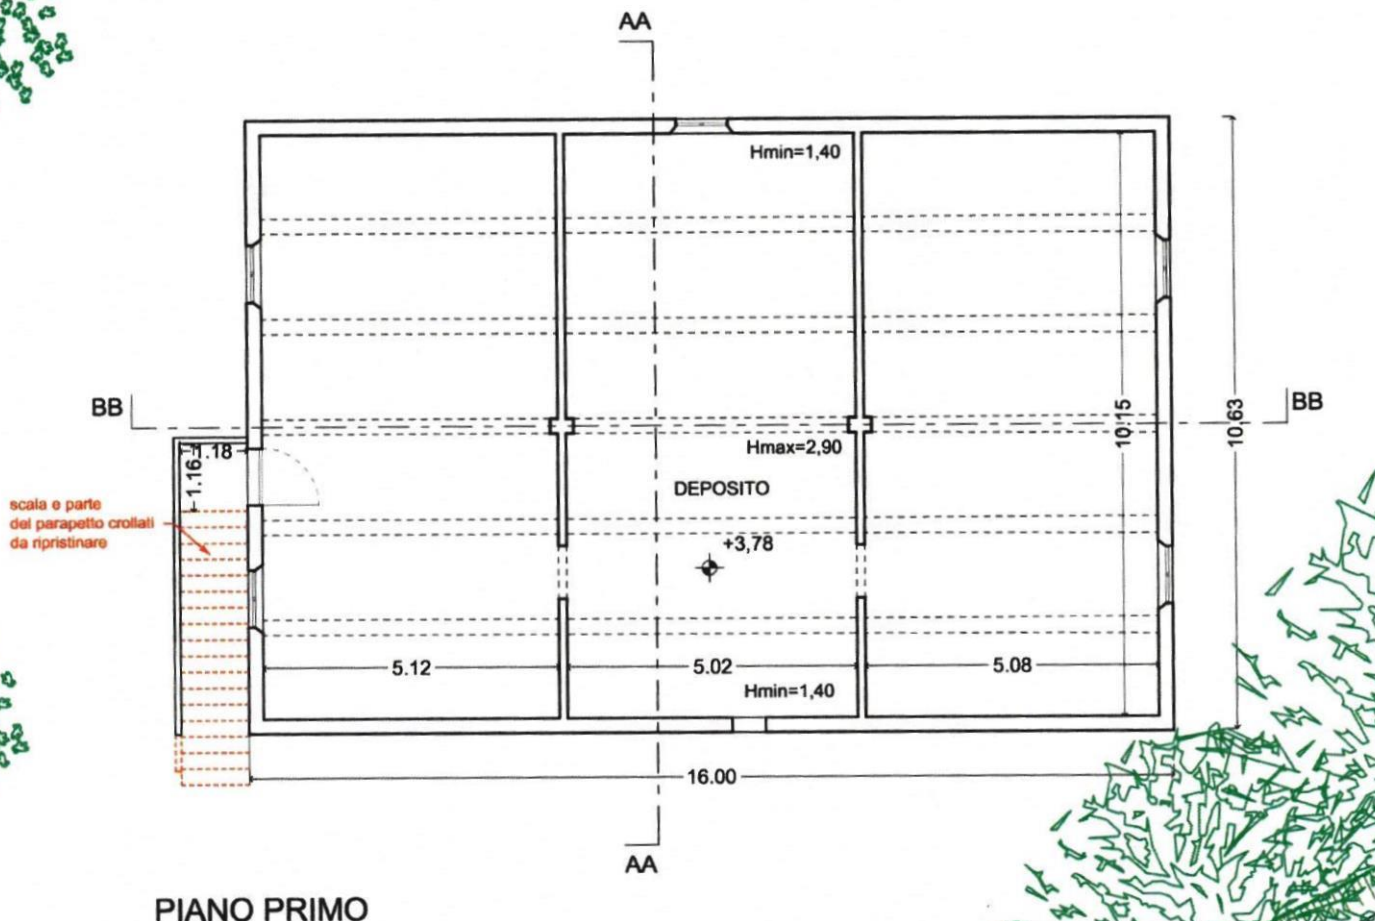 AA
Hmin=1,40
BB
BB
10.15
10,63
1.18
1.16
Hmax=2,90
DEPOSITO
scala e parte
del parapetto crollati
da ripristinare
+3,78
5.12
5.02
5.08
Hmin=1,40
16.00
AA
PIANO PRIMO